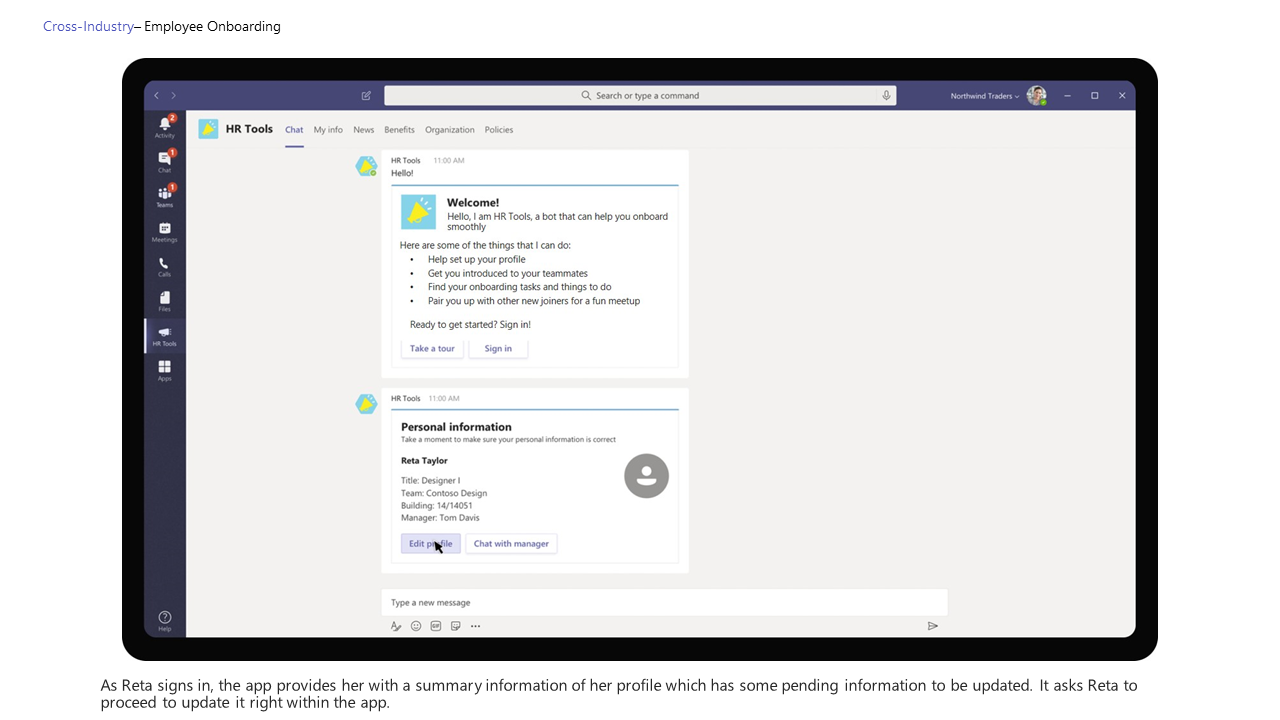 Cross-Industry– Employee Onboarding
Search or type a command
Northwind Traders
2
Activity
1
Chat
1
Teams
Meetings
Calls
Files
HR Tools
Apps
Help
HR Tools
Chat
My info
News
Benefits
Organization
Policies
HR Tools 11:00 AM
Hello!
Welcome!
Hello, I am HR Tools, a bot that can help you onboard
smoothly
Here are some of the things that I can do:
• Help set up your profile
• Get you introduced to your teammates
• Find your onboarding tasks and things to do
• Pair you up with other new joiners for a fun meetup
Ready to get started? Sign in!
Take a tour
Sign in
HR Tools 11:00 AM
Personal information
Take a moment to make sure your personal information is correct
Reta Taylor
Title: Designer I
Team: Contoso Design
Building: 14/14051
Manager: Tom Davis
Edit profile
Chat with manager
Type a new message
GIF
As Reta signs in, the app provides her with a summary information of her profile which has some pending information to be updated. It asks Reta to
proceed to update it right within the app.